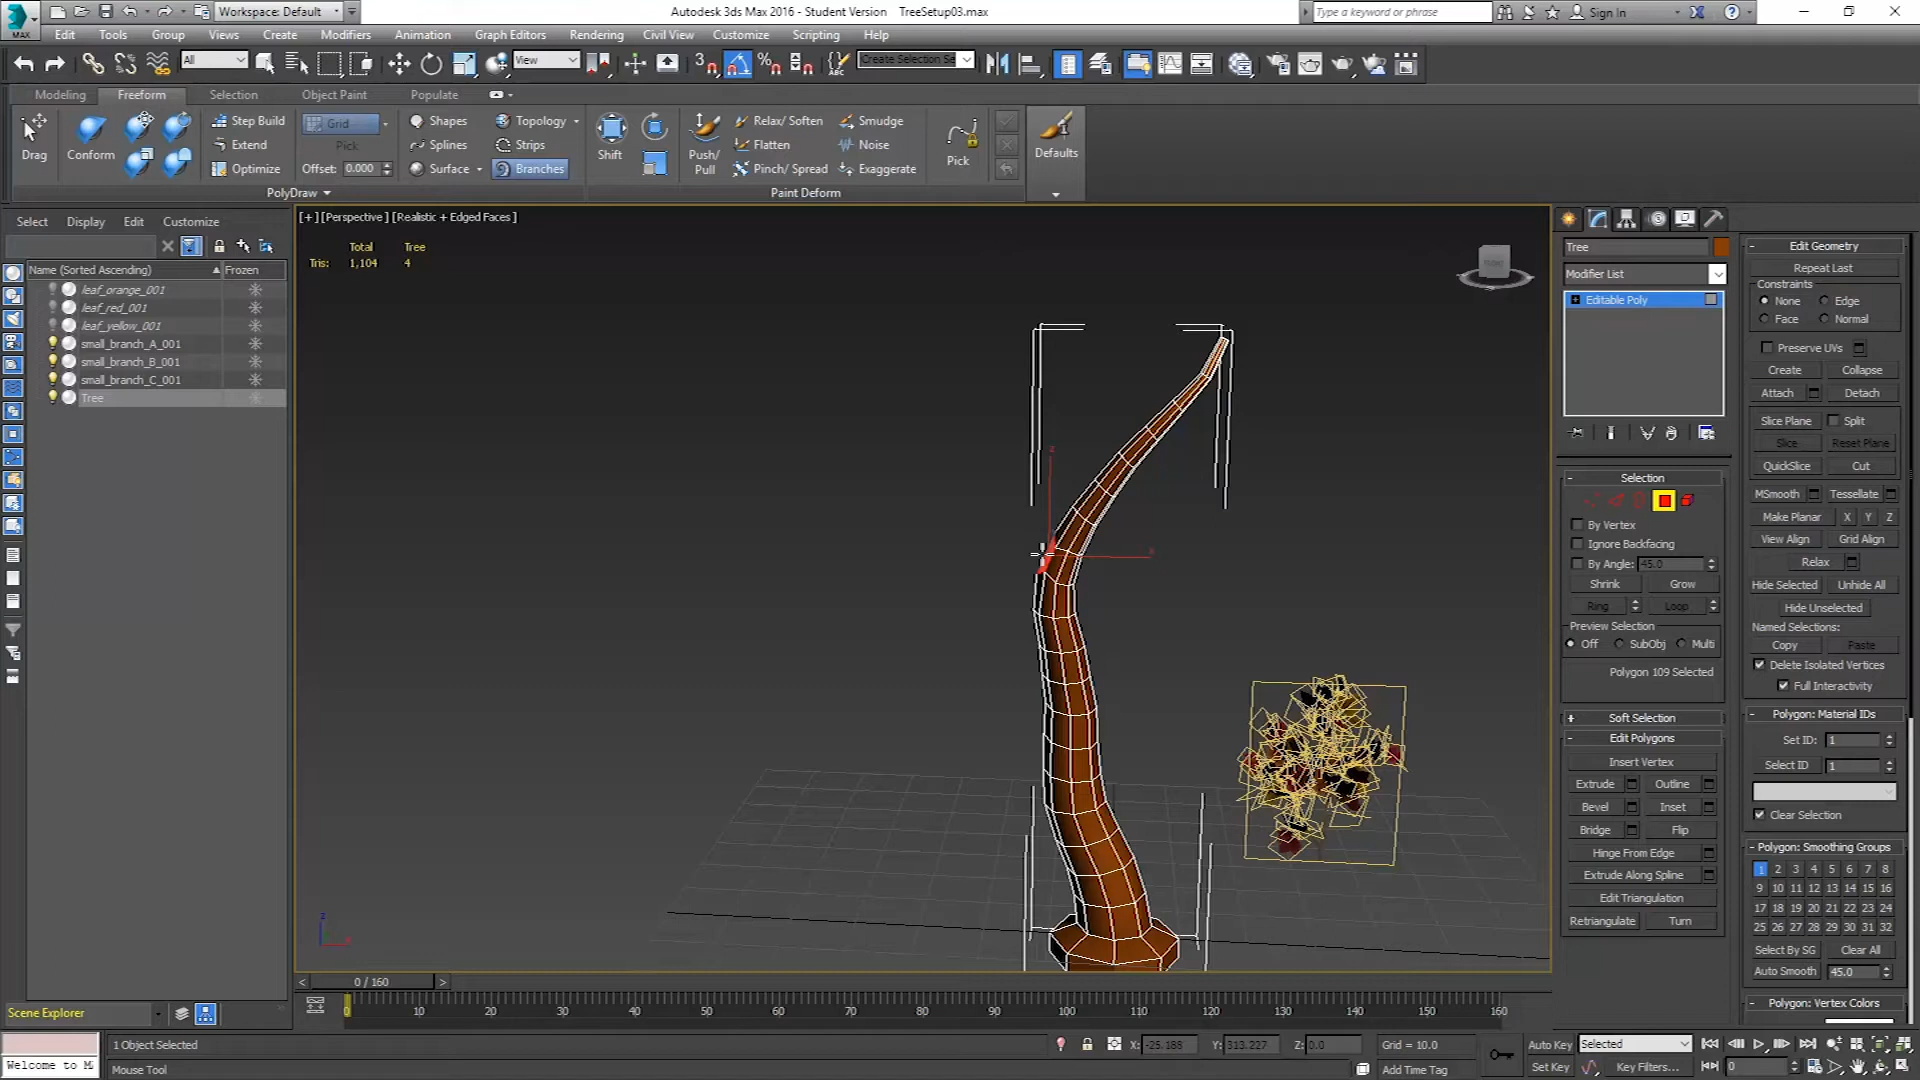 Workspace: Default
Autodesk 3ds Max 2016 - Student Version TreeSetup03.max
Type a keyword or phrase
Sign In
MAX
Edit Tools Group Views Create Modifiers Animation Graph Editors Rendering Civil View Customize Scripting Help
All
View
Create Selection Se
Modeling Freeform Selection Object Paint Populate
Drag
Conform
Step Build
Extend
Optimize
Grid
Pick
Offset: 0.000
Shapes
Splines
Surface
Topology
Strips
Branches
Shift
Push/
Pull
Relax/ Soften
Flatten
Pinch/ Spread
Smudge
Noise
Exaggerate
Pick
Defaults
PolyDraw
Paint Deform
Select Display Edit Customize
Name (Sorted Ascending) Frozen
leaf_orange_001
leaf_red_001
leaf_yellow_001
small_branch_A_001
small_branch_B_001
small_branch_C_001
Tree
Scene Explorer
[+] [Perspective] [Realistic + Edged Faces]
Total Tree
Tris: 1,104 4
Tree
Modifier List
Editable Poly
Selection
By Vertex
Ignore Backfacing
By Angle: 45.0
Shrink Grow
Ring Loop
Preview Selection
Off SubObj Multi
Polygon 109 Selected
Soft Selection
Edit Polygons
Insert Vertex
Extrude Outline
Bevel Inset
Bridge Flip
Hinge From Edge
Extrude Along Spline
Edit Triangulation
Retriangulate Turn
Edit Geometry
Repeat Last
Constraints
None Edge
Face Normal
Preserve UVs
Create Collapse
Attach Detach
Slice Plane Split
Slice Reset Plane
QuickSlice Cut
MSmooth Tessellate
Make Planar X Y Z
View Align Grid Align
Relax
Hide Selected Unhide All
Hide Unselected
Named Selections:
Copy Paste
Delete Isolated Vertices
Full Interactivity
Polygon: Material IDs
Set ID: 1
Select ID 1
Clear Selection
Polygon: Smoothing Groups
1 2 3 4 5 6 7 8
9 10 11 12 13 14 15 16
17 18 19 20 21 22 23 24
25 26 27 28 29 30 31 32
Select By SG Clear All
Auto Smooth 45.0
Polygon: Vertex Colors
0 / 160
0 10 20 30 40 50 60 70 80 90 100 110 120 130 140 150 160
Welcome to M
1 Object Selected
Mouse Tool
X: -25.188 Y: 313.227 Z: 0.0 Grid = 10.0
Add Time Tag
Auto Key Selected
Set Key Key Filters... 0